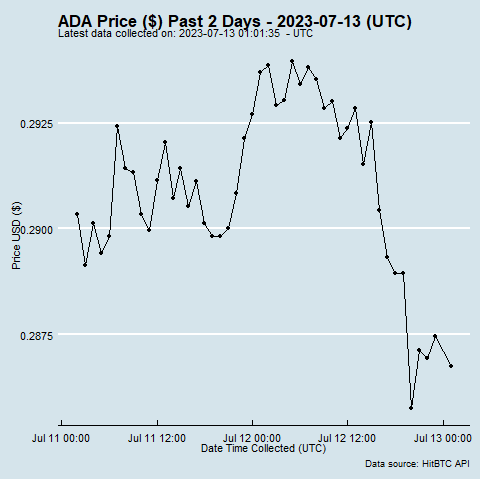 ADA Price ($) Past 2 Days - 2023-07-13 (UTC)
Latest data collected on: 2023-07-13 01:01:35 - UTC
0.2925
0.2900
0.2875
Price USD ($)
Jul 11 00:00 Jul 11 12:00 Jul 12 00:00 Jul 12 12:00 Jul 13 00:00
Date Time Collected (UTC)
Data source: HitBTC API